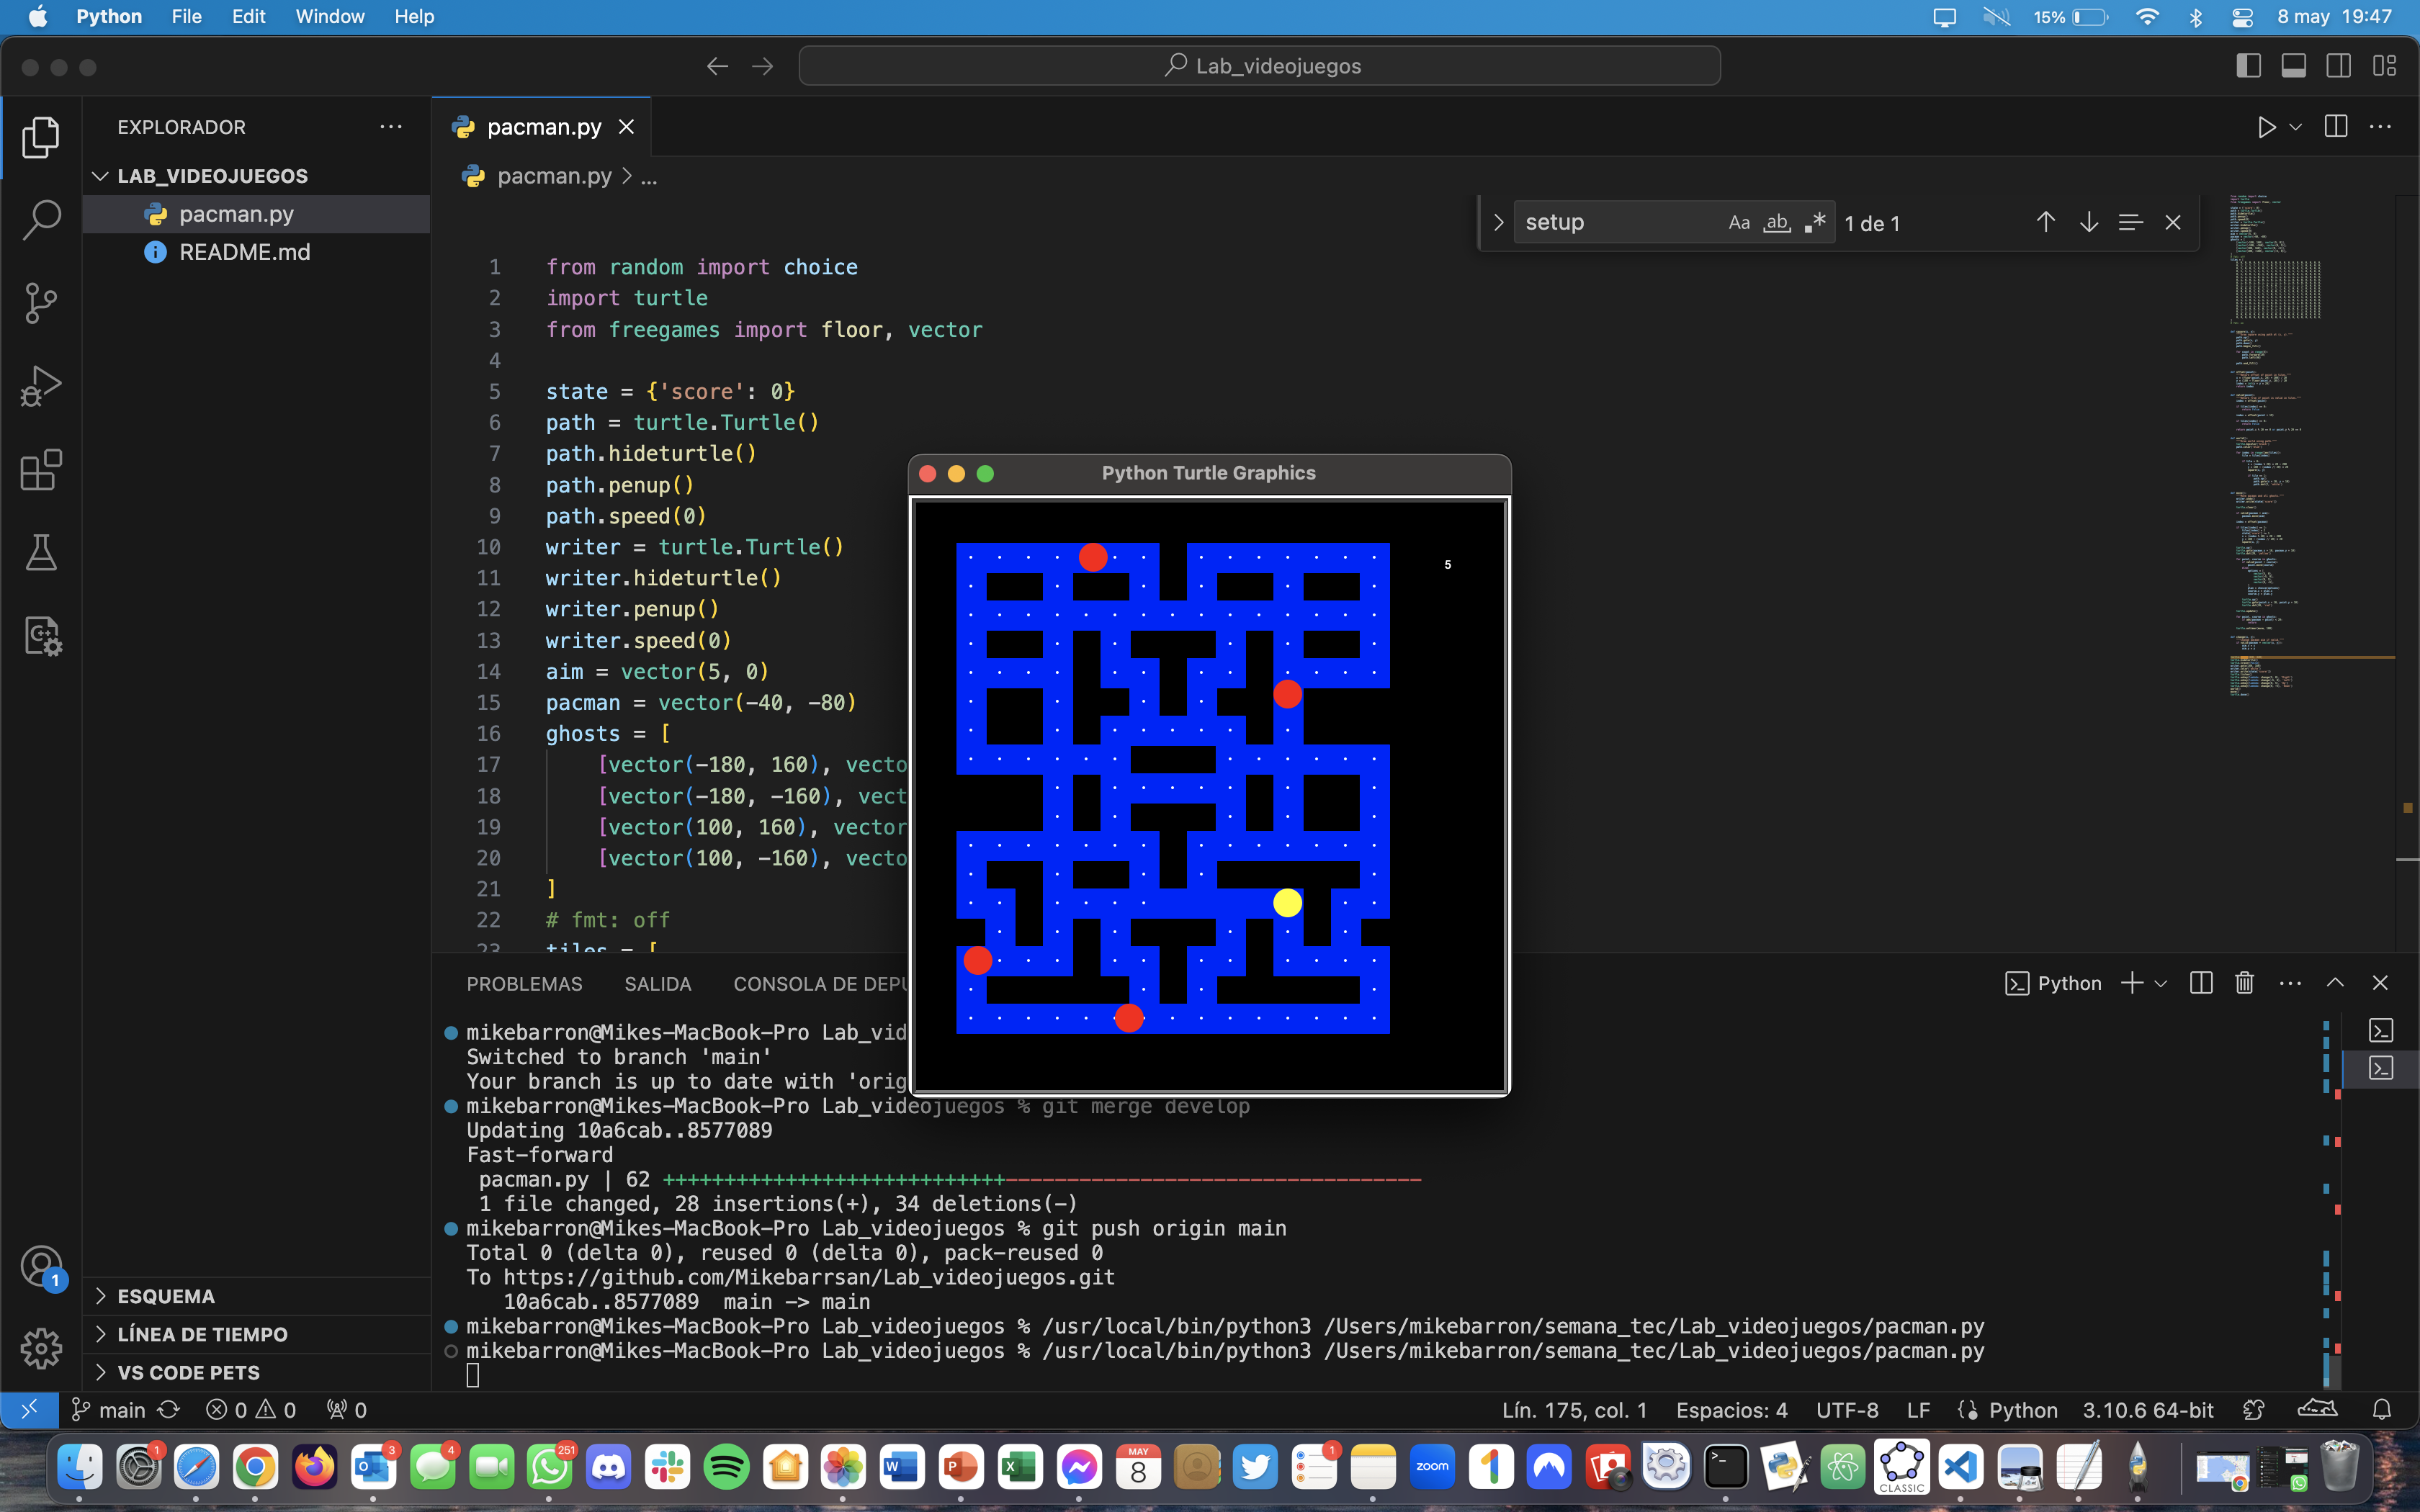 Python File Edit Window Help 15% 8 may 19:47
Lab_videojuegos
EXPLORADOR
pacman.py
LAB_VIDEOJUEGOS
pacman.py
README.md
pacman.py > ...
setup Aa ab 1 de 1
1 from random import choice
2 import turtle
3 from freegames import floor, vector
4
5 state = {'score': 0}
6 path = turtle.Turtle()
7 path.hideturtle()
8 path.penup()
9 path.speed(0)
10 writer = turtle.Turtle()
11 writer.hideturtle()
12 writer.penup()
13 writer.speed(0)
14 aim = vector(5, 0)
15 pacman = vector(-40, -80)
16 ghosts = [
17 [vector(-180, 160), vecto
18 [vector(-180, -160), vect
19 [vector(100, 160), vector
20 [vector(100, -160), vecto
21 ]
22 # fmt: off
23 tiles = [
Python Turtle Graphics
5
PROBLEMAS SALIDA CONSOLA DE DEPU
Python
mikebarron@Mikes-MacBook-Pro Lab_vid
Switched to branch 'main'
Your branch is up to date with 'orig
mikebarron@Mikes-MacBook-Pro Lab_videojuegos % git merge develop
Updating 10a6cab..8577089
Fast-forward
pacman.py | 62 ++++++++++++++++++++++++++++----------------------------------
1 file changed, 28 insertions(+), 34 deletions(-)
mikebarron@Mikes-MacBook-Pro Lab_videojuegos % git push origin main
Total 0 (delta 0), reused 0 (delta 0), pack-reused 0
To https://github.com/Mikebarrsan/Lab_videojuegos.git
10a6cab..8577089 main -> main
mikebarron@Mikes-MacBook-Pro Lab_videojuegos % /usr/local/bin/python3 /Users/mikebarron/semana_tec/Lab_videojuegos/pacman.py
mikebarron@Mikes-MacBook-Pro Lab_videojuegos % /usr/local/bin/python3 /Users/mikebarron/semana_tec/Lab_videojuegos/pacman.py
1
ESQUEMA
LÍNEA DE TIEMPO
VS CODE PETS
main 0 0 0 Lín. 175, col. 1 Espacios: 4 UTF-8 LF Python 3.10.6 64-bit
1 3 4 251 MAY 8 1 zoom 1 CLASSIC